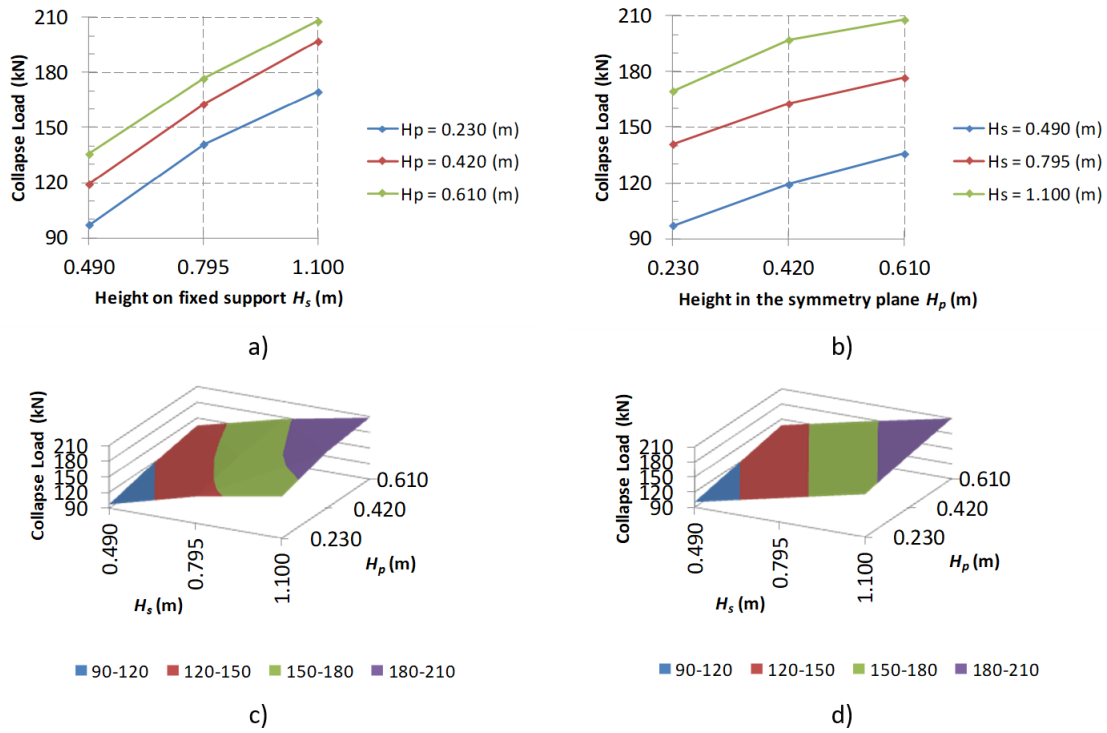 210
180
150
120
90
Collapse Load (kN)
0.490 0.795 1.100
Height on fixed support Hs (m)
Hp = 0.230 (m)
Hp = 0.420 (m)
Hp = 0.610 (m)
a)
210
180
150
120
90
Collapse Load (kN)
0.230 0.420 0.610
Height in the symmetry plane Hp (m)
Hs = 0.490 (m)
Hs = 0.795 (m)
Hs = 1.100 (m)
b)
Collapse Load (kN)
210
180
150
120
90
0.490
0.795
1.100
Hs (m)
0.230
0.420
0.610
Hp (m)
90-120 120-150 150-180 180-210
c)
Collapse Load (kN)
210
180
150
120
90
0.490
0.795
1.100
Hs (m)
0.230
0.420
0.610
Hp (m)
90-120 120-150 150-180 180-210
d)